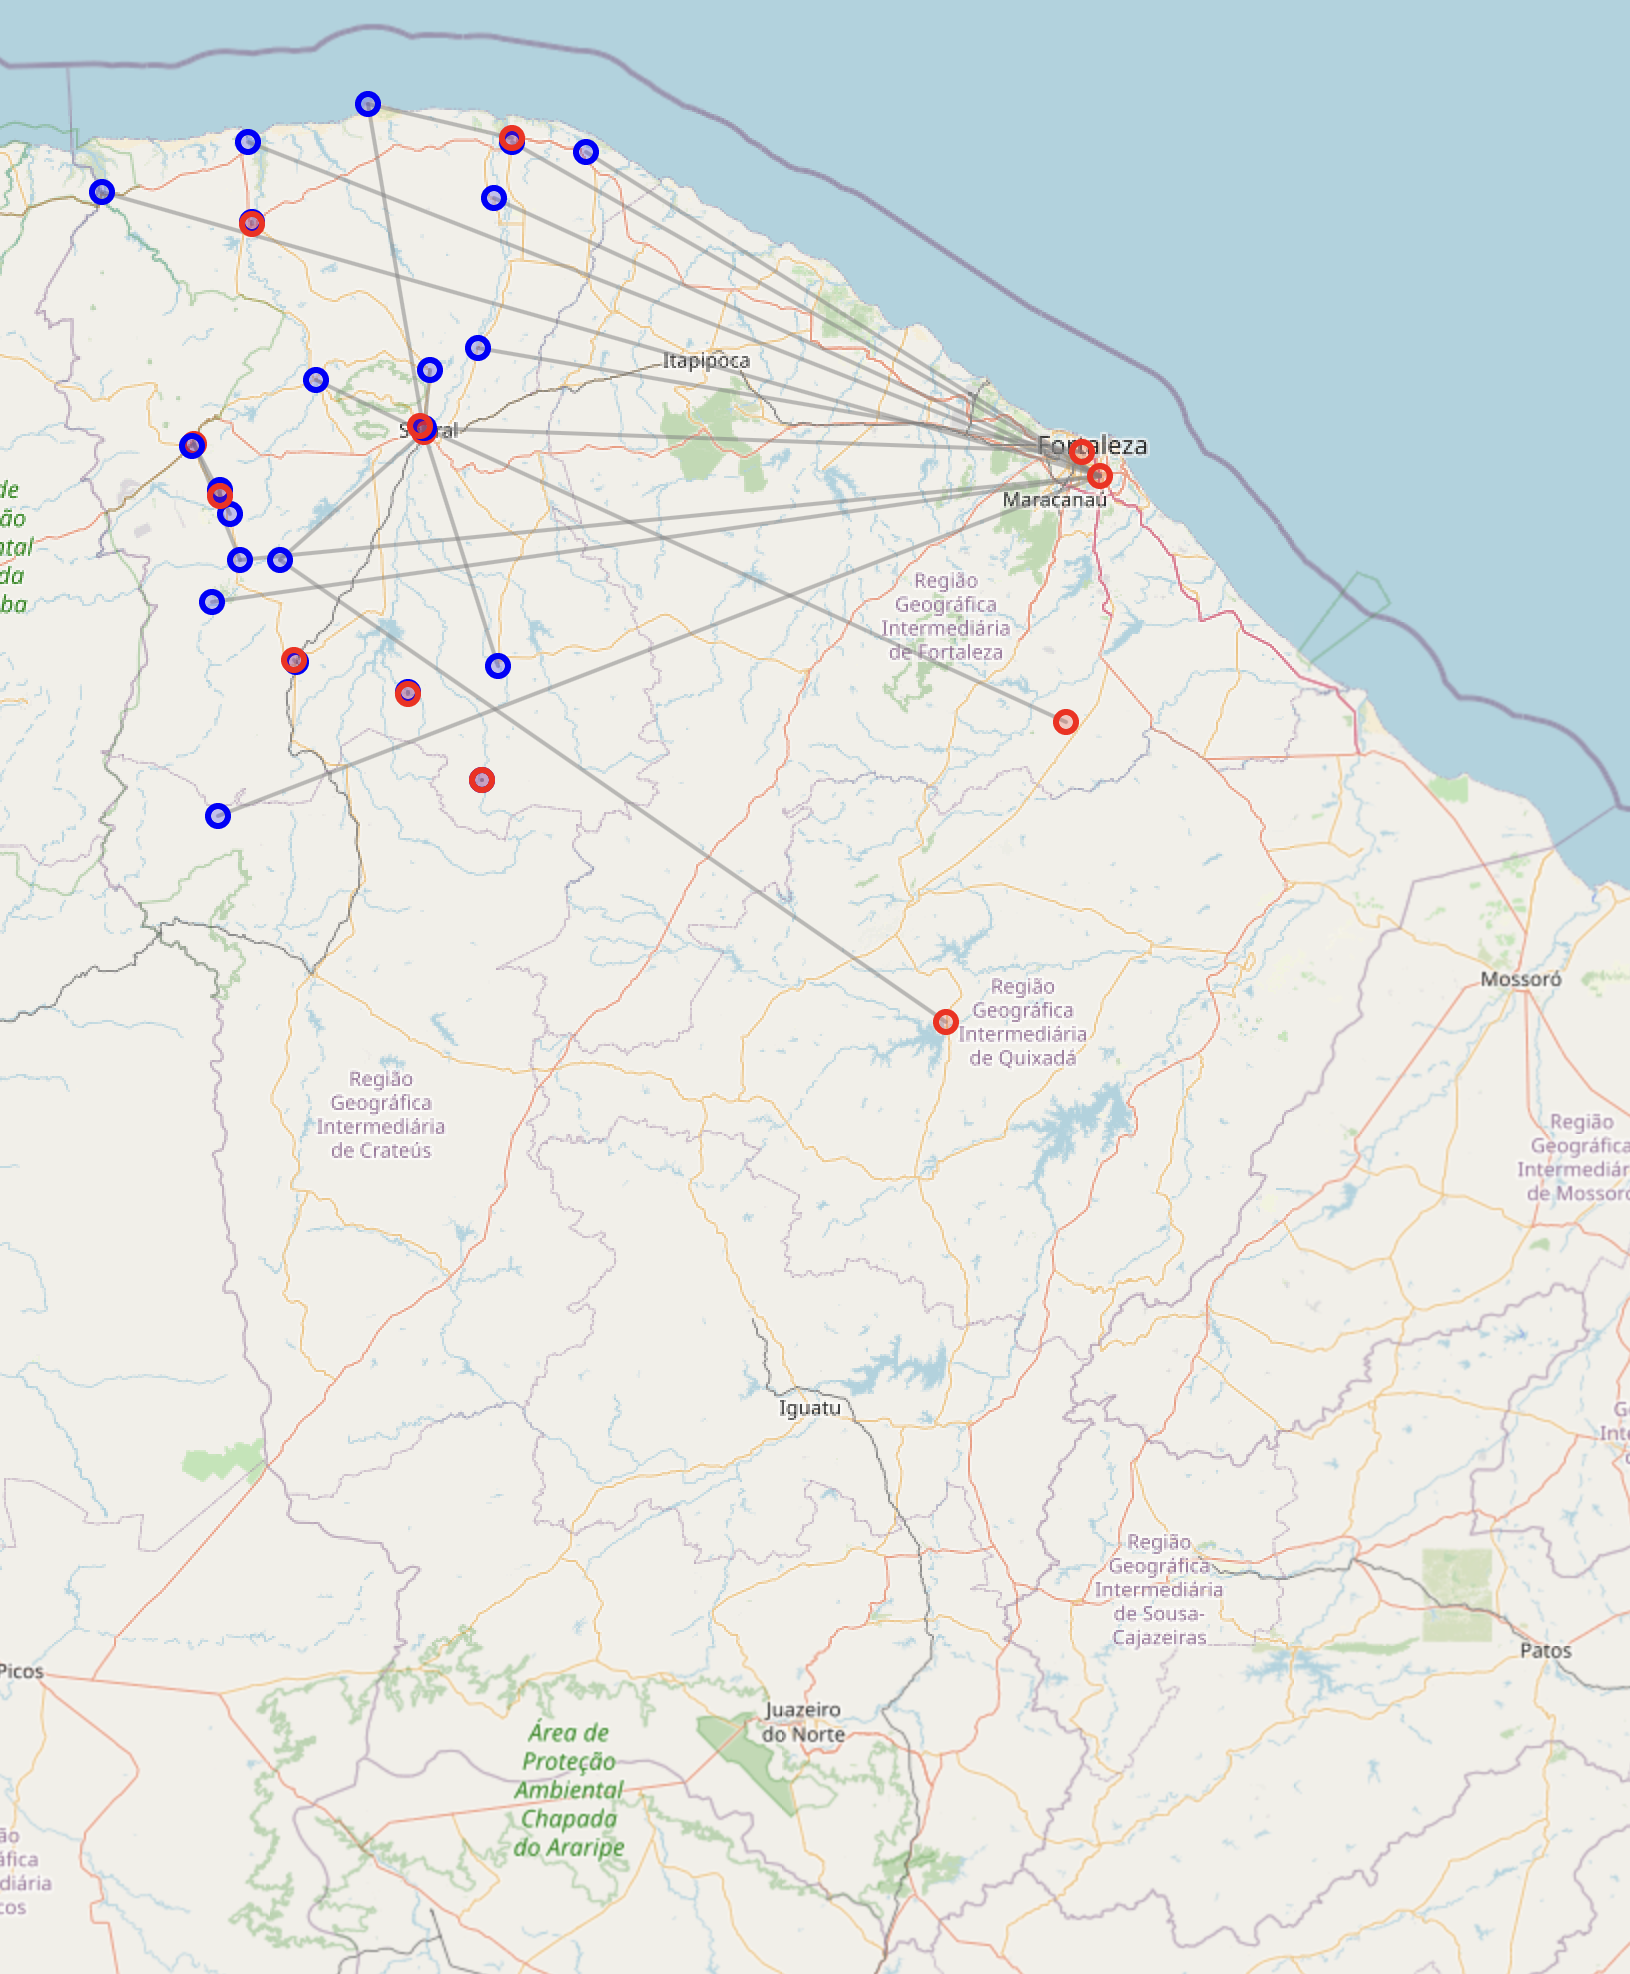 Itapipoca
Sobral
Fortaleza
Maracanaú
de
ão
ntal
da
ba
Região
Geográfica
Intermediária
de Fortaleza
Mossoró
Região
Geográfica
Intermediária
de Quixadá
Região
Geográfica
Intermediária
de Crateús
Região
Geográfica
Intermediár
de Mossoró
Iguatu
G
Inte
Região
Geográfica
Intermediária
de Sousa-
Cajazeiras
Patos
Picos
Juazeiro
do Norte
Área de
Proteção
Ambiental
Chapada
do Araripe
ão
áfica
diária
cos